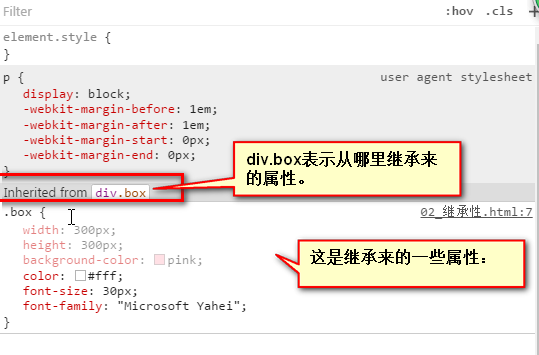 Filter :hov .cls +
element.style {
}
p { user agent stylesheet
display: block;
-webkit-margin-before: 1em;
-webkit-margin-after: 1em;
-webkit-margin-start: 0px;
-webkit-margin-end: 0px;
}
div.box表示从哪里继承来
的属性。
Inherited from div.box
.box { 02_继承性.html:7
width: 300px;
height: 300px;
background-color: pink;
color: #fff;
font-size: 30px;
font-family: "Microsoft Yahei";
}
这是继承来的一些属性：